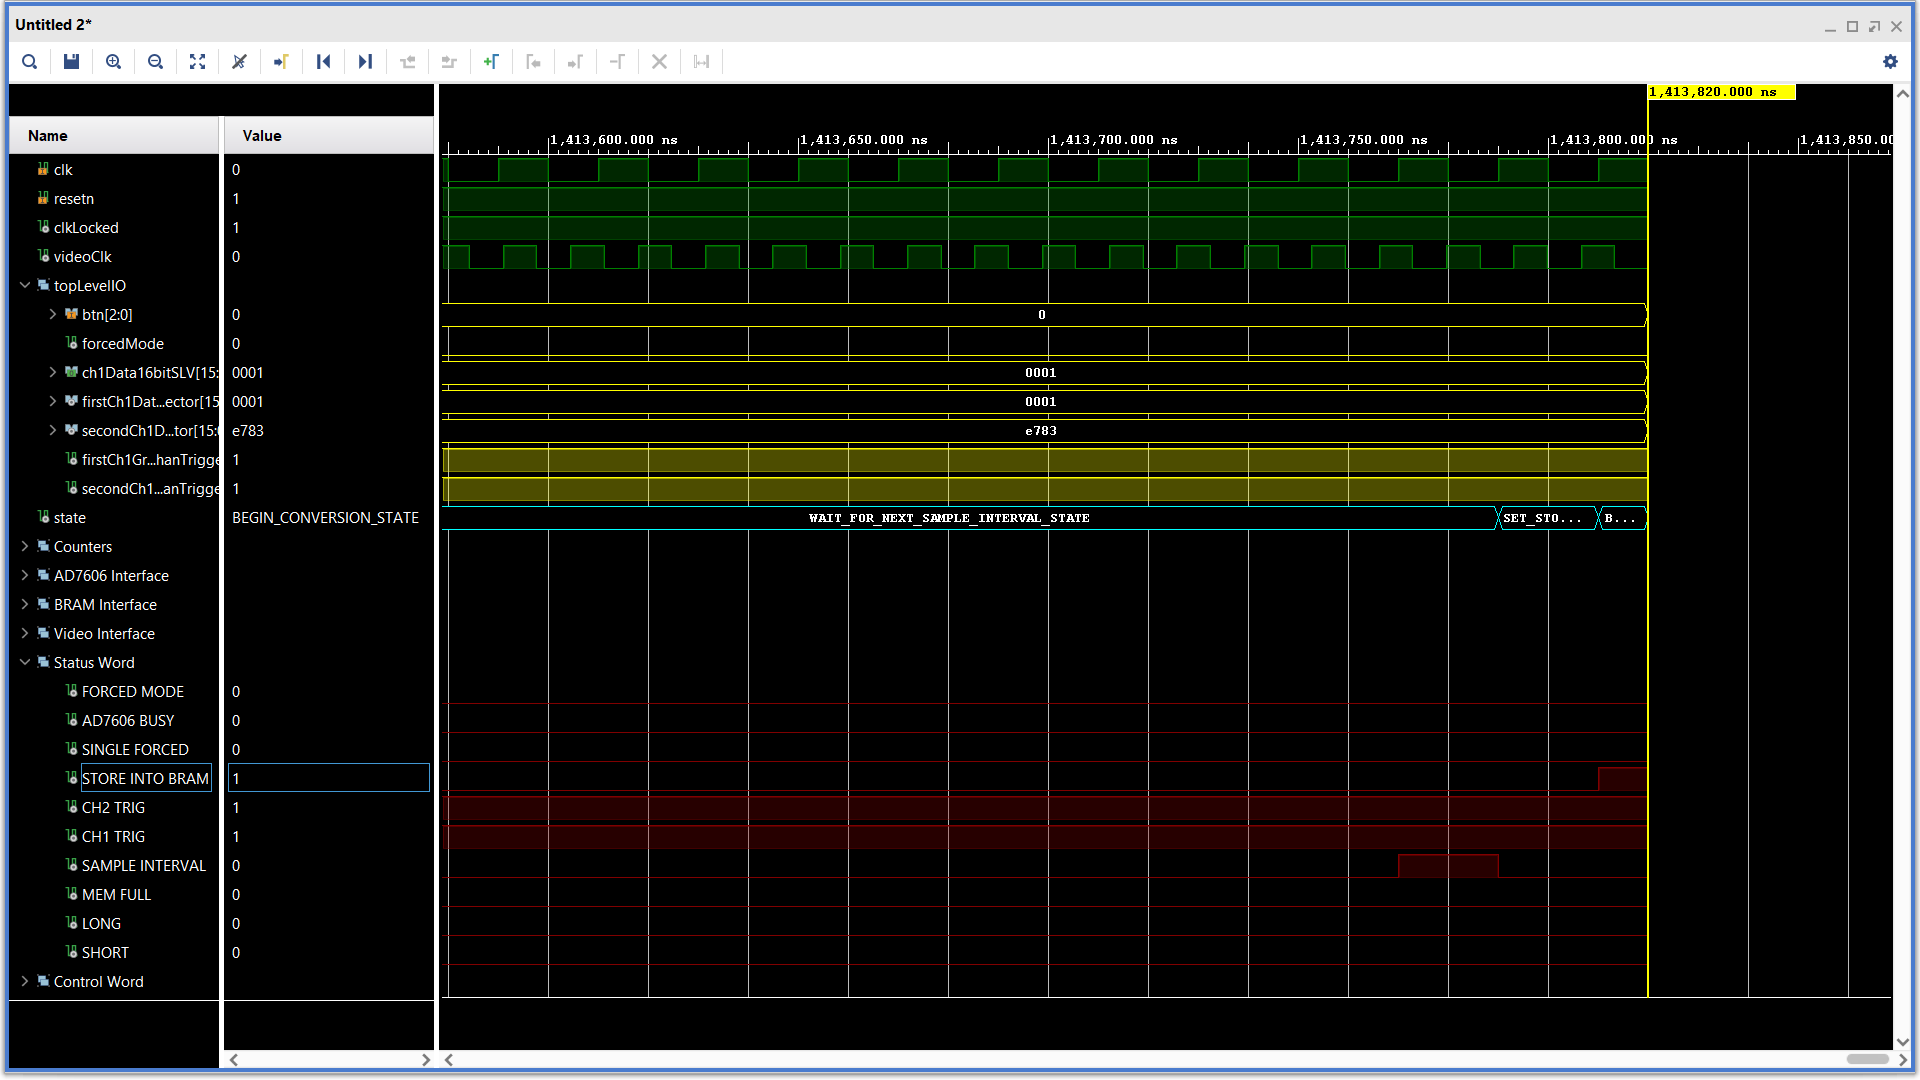 Untitled 2*
1,413,820.000 ns
Name Value
1,413,600.000 ns 1,413,650.000 ns 1,413,700.000 ns 1,413,750.000 ns 1,413,800.000 ns 1,413,850.00
clk 0
resetn 1
clkLocked 1
videoClk 0
topLevelIO
btn[2:0] 0 0
forcedMode 0
ch1Data16bitSLV[15: 0001 0001
firstCh1Dat...ector[15 0001 0001
secondCh1D...tor[15: e783 e783
firstCh1Gr...hanTrigge 1
secondCh1...anTrigge 1
state BEGIN_CONVERSION_STATE WAIT_FOR_NEXT_SAMPLE_INTERVAL_STATE SET_STO... B...
Counters
AD7606 Interface
BRAM Interface
Video Interface
Status Word
FORCED MODE 0
AD7606 BUSY 0
SINGLE FORCED 0
STORE INTO BRAM 1
CH2 TRIG 1
CH1 TRIG 1
SAMPLE INTERVAL 0
MEM FULL 0
LONG 0
SHORT 0
Control Word